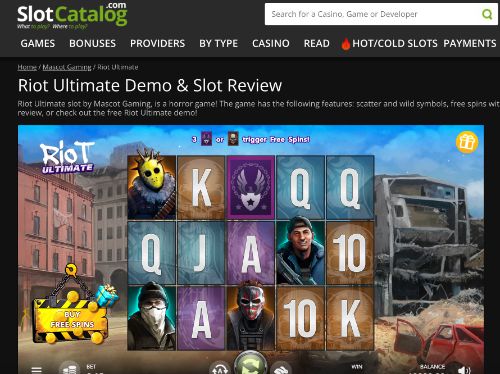 SlotCatalog.com
What to play? Where to play?
Search for a Casino, Game or Developer
GAMES BONUSES PROVIDERS BY TYPE CASINO READ HOT/COLD SLOTS PAYMENTS
Home / Mascot Gaming / Riot Ultimate
Riot Ultimate Demo & Slot Review
Riot Ultimate slot by Mascot Gaming, is a horror game! The game has the following features: scatter and wild symbols, free spins wit
review, or check out the free Riot Ultimate demo!
3 or trigger Free Spins!
RiOT
ULTIMATE
K Q Q
Q J A 10
A 10 K
BUY
FREE SPINS
BET
WIN
BALANCE